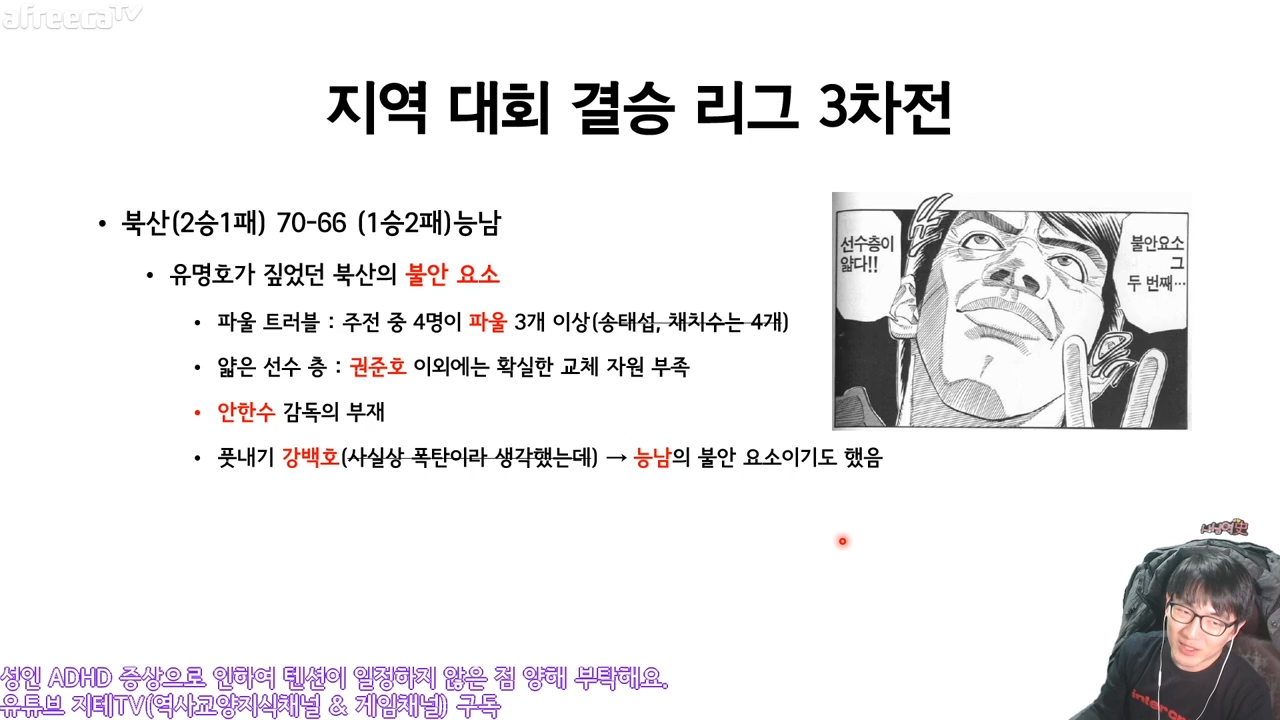 afreecaTV
지역 대회 결승 리그 3차전
• 북산(2승1패) 70-66 (1승2패)능남
• 유명호가 짚었던 북산의 불안 요소
• 파울 트러블 : 주전 중 4명이 파울 3개 이상(송태섭, 채치수는 4개)
• 얇은 선수 층 : 권준호 이외에는 확실한 교체 자원 부족
• 안한수 감독의 부재
• 풋내기 강백호(사실상 폭탄이라 생각했는데) → 능남의 불안 요소이기도 했음
선수층이
얇다!!
불안요소
그
두 번째…
성인 ADHD 증상으로 인하여 텐션이 일정하지 않은 점 양해 부탁해요.
유튜브 지테TV(역사교양지식채널 & 게임채널) 구독